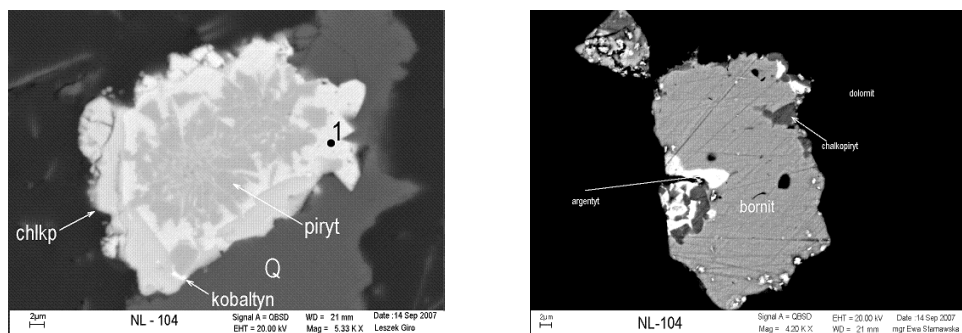 1
chlkp
piryt
Q
kobaltyn
2µm
NL - 104
Signal A = QBSD
WD = 21 mm
Date :14 Sep 2007
EHT = 20.00 kV
Mag = 5.33 K X
Leszek Giro
dolomit
chalkopiryt
argentyt
bornit
2µm
NL-104
Signal A = QBSD
WD = 21 mm
Date :14 Sep 2007
EHT = 20.00 kV
Mag = 4.20 K X
mgr Ewa Starnawska